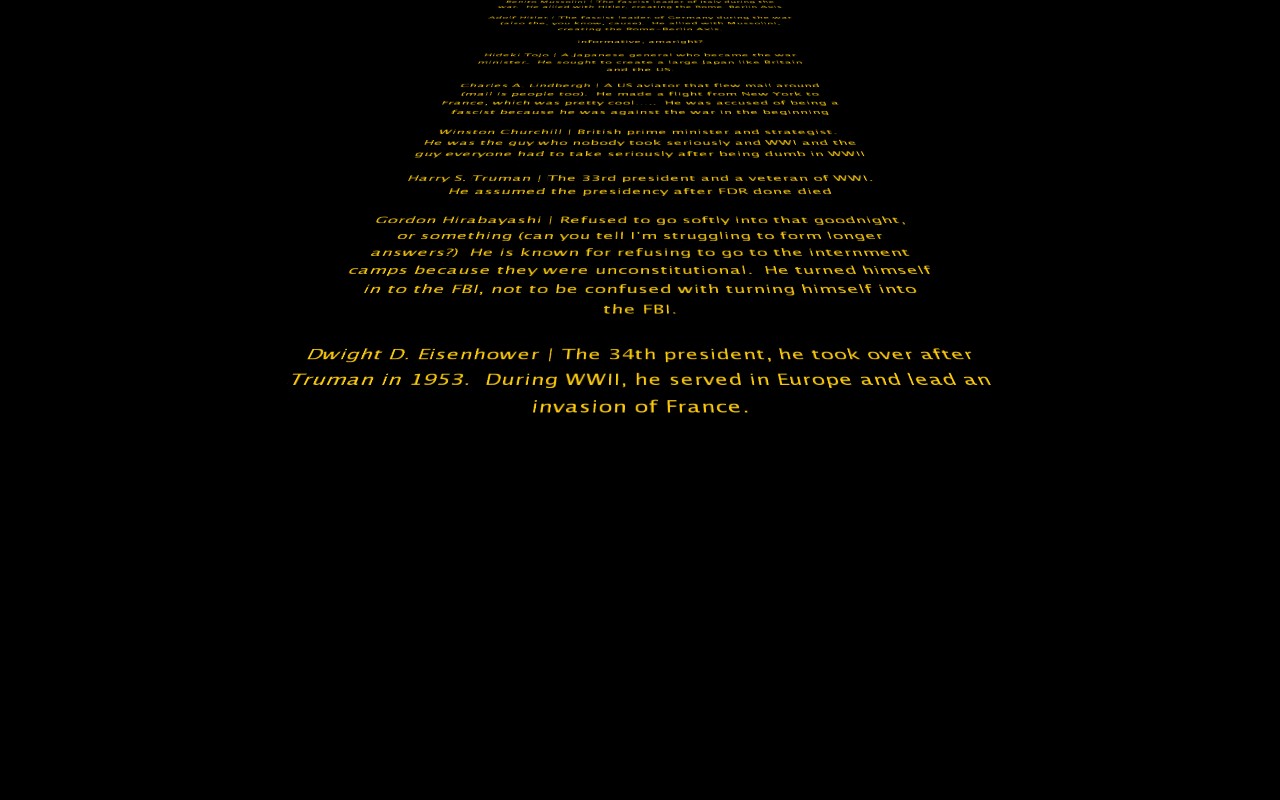 Benito Mussolini | The fascist leader of Italy during the
war. He allied with Hitler, creating the Rome-Berlin Axis
Adolf Hitler | The fascist leader of Germany during the war
(also the, you know, cause). He allied with Mussolini,
creating the Rome-Berlin Axis
informative, amaright?
Hideki Tojo | A Japanese general who became the war
minister. He sought to create a large Japan like Britain
and the US
Charles A. Lindbergh | A US aviator that flew mail around
(mail is people too). He made a flight from New York to
France, which was pretty cool. . .. He was accused of being a
fascist because he was against the war in the beginning
Winston Churchill | British prime minister and strategist.
He was the guy who nobody took seriously and WWI and the
guy everyone had to take seriously after being dumb in WWII
Harry S. Truman | The 33rd president and a veteran of WWI.
He assumed the presidency after FDR done died
Gordon Hirabayashi | Refused to go softly into that goodnight,
or something (can you tell I'm struggling to form longer
answers?) He is known for refusing to go to the internment
camps because they were unconstitutional. He turned himself
in to the FBI, not to be confused with turning himself into
the FBI.
Dwight D. Eisenhower | The 34th president, he took over after
Truman in 1953. During WWII, he served in Europe and lead an
invasion of France.